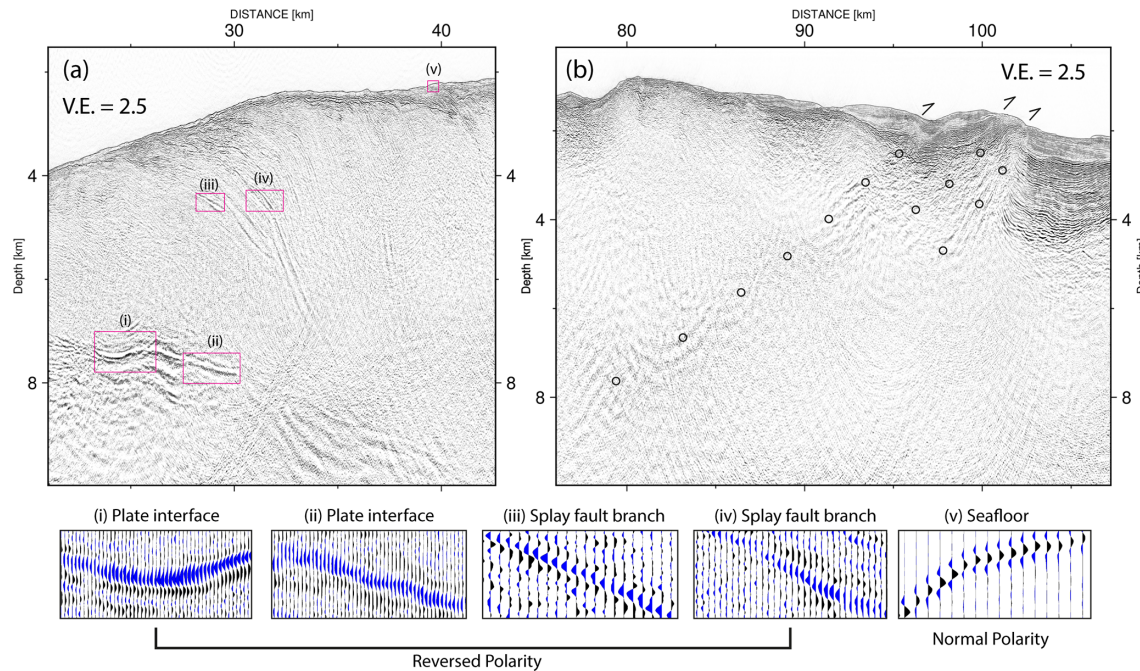 DISTANCE [km]
30
40
(a)
V.E. = 2.5
(v)
(iii)
(iv)
(i)
(ii)
4
8
Depth [km]
4
8
Depth [km]
DISTANCE [km]
80
90
100
(b)
V.E. = 2.5
4
8
4
8
Depth [km]
(i) Plate interface
(ii) Plate interface
(iii) Splay fault branch
(iv) Splay fault branch
(v) Seafloor
Reversed Polarity
Normal Polarity